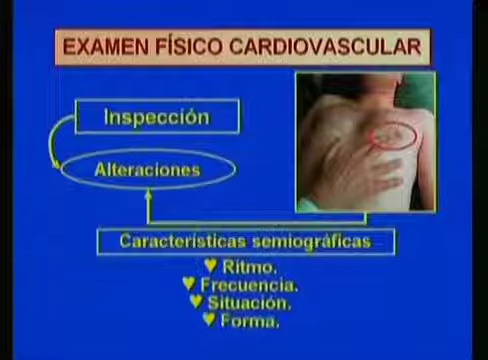 EXAMEN FÍSICO CARDIOVASCULAR
Inspección
Alteraciones
Características semiográficas
Ritmo.
Frecuencia.
Situación.
Forma.